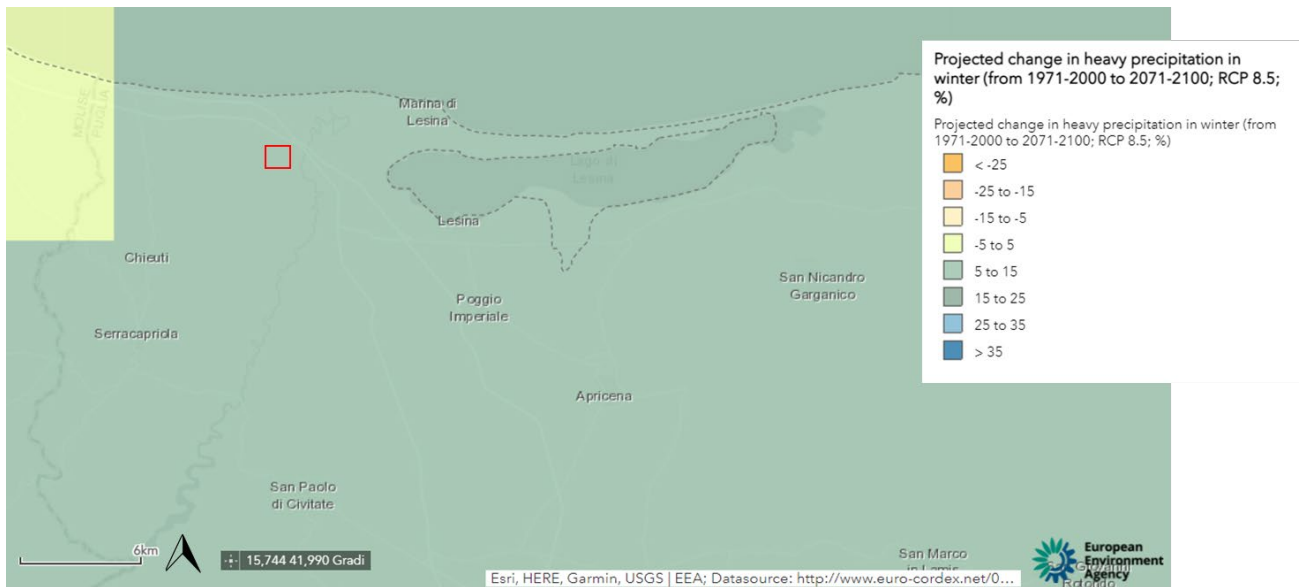 Projected change in heavy precipitation in
winter (from 1971-2000 to 2071-2100; RCP 8.5;
%)
Projected change in heavy precipitation in winter (from
1971-2000 to 2071-2100; RCP 8.5; %)
< -25
-25 to -15
-15 to -5
-5 to 5
5 to 15
15 to 25
25 to 35
> 35
MOLISE
PUGLIA
Marina di
Lesina
Lago di
Lesina
Lesina
Chieuti
San Nicandro
Garganico
Poggio
Imperiale
Serracapriola
Apricena
San Paolo
di Civitate
6km
15,744 41,990 Gradi
San Marco
in Lamis
Rotondo
European
Environment
Agency
Esri, HERE, Garmin, USGS | EEA; Datasource: http://www.euro-cordex.net/0...